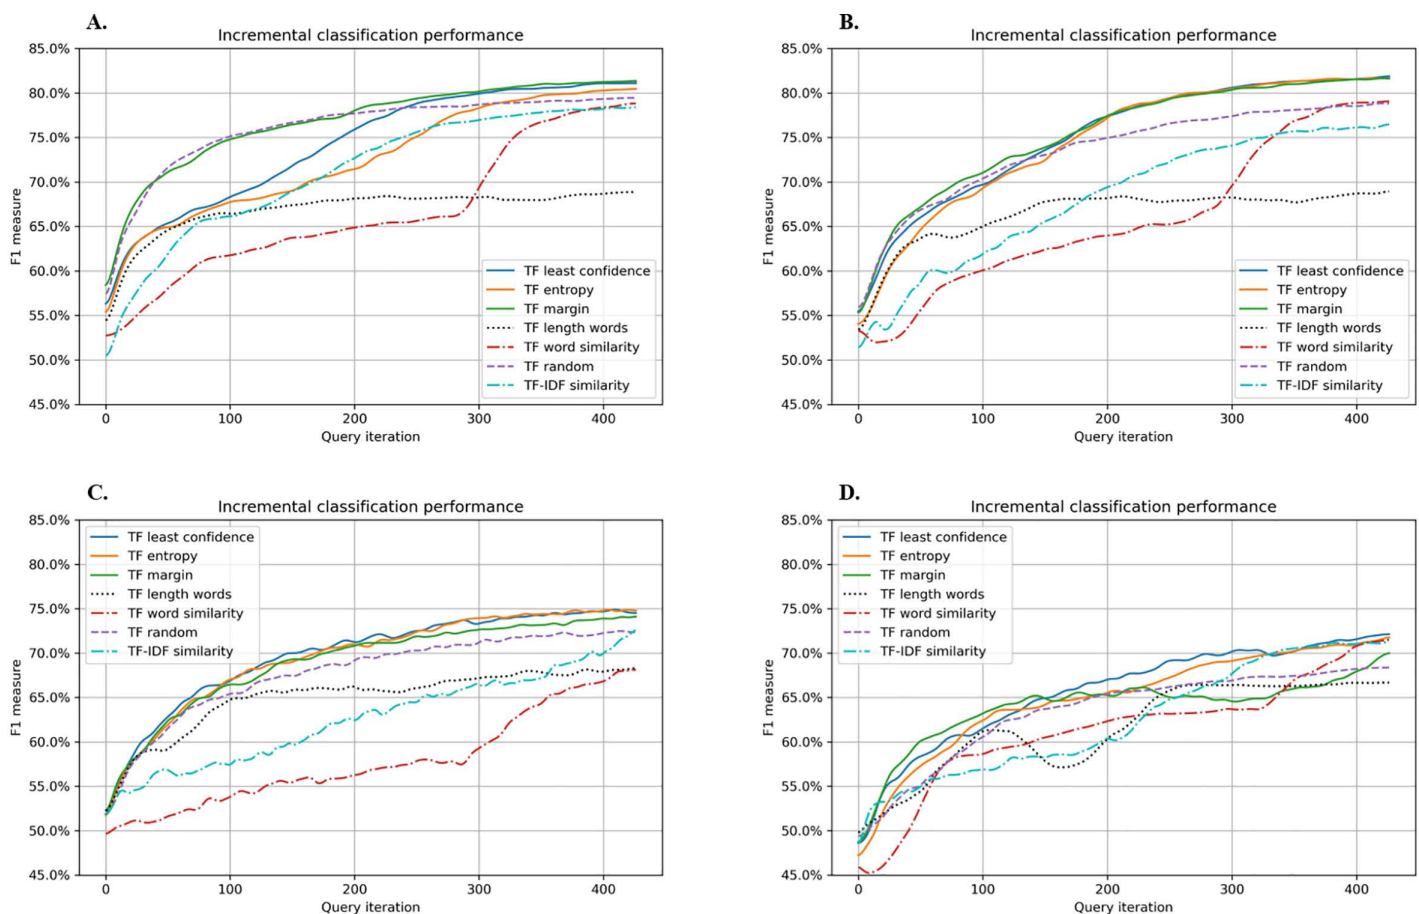 A.
Incremental classification performance
85.0%
80.0%
75.0%
70.0%
65.0%
60.0%
55.0%
50.0%
45.0%
F1 measure
TF least confidence
TF entropy
TF margin
TF length words
TF word similarity
TF random
TF-IDF similarity
0 100 200 300 400
Query iteration
B.
Incremental classification performance
85.0%
80.0%
75.0%
70.0%
65.0%
60.0%
55.0%
50.0%
45.0%
F1 measure
TF least confidence
TF entropy
TF margin
TF length words
TF word similarity
TF random
TF-IDF similarity
0 100 200 300 400
Query iteration
C.
Incremental classification performance
85.0%
80.0%
75.0%
70.0%
65.0%
60.0%
55.0%
50.0%
45.0%
F1 measure
TF least confidence
TF entropy
TF margin
TF length words
TF word similarity
TF random
TF-IDF similarity
0 100 200 300 400
Query iteration
D.
Incremental classification performance
85.0%
80.0%
75.0%
70.0%
65.0%
60.0%
55.0%
50.0%
45.0%
F1 measure
TF least confidence
TF entropy
TF margin
TF length words
TF word similarity
TF random
TF-IDF similarity
0 100 200 300 400
Query iteration